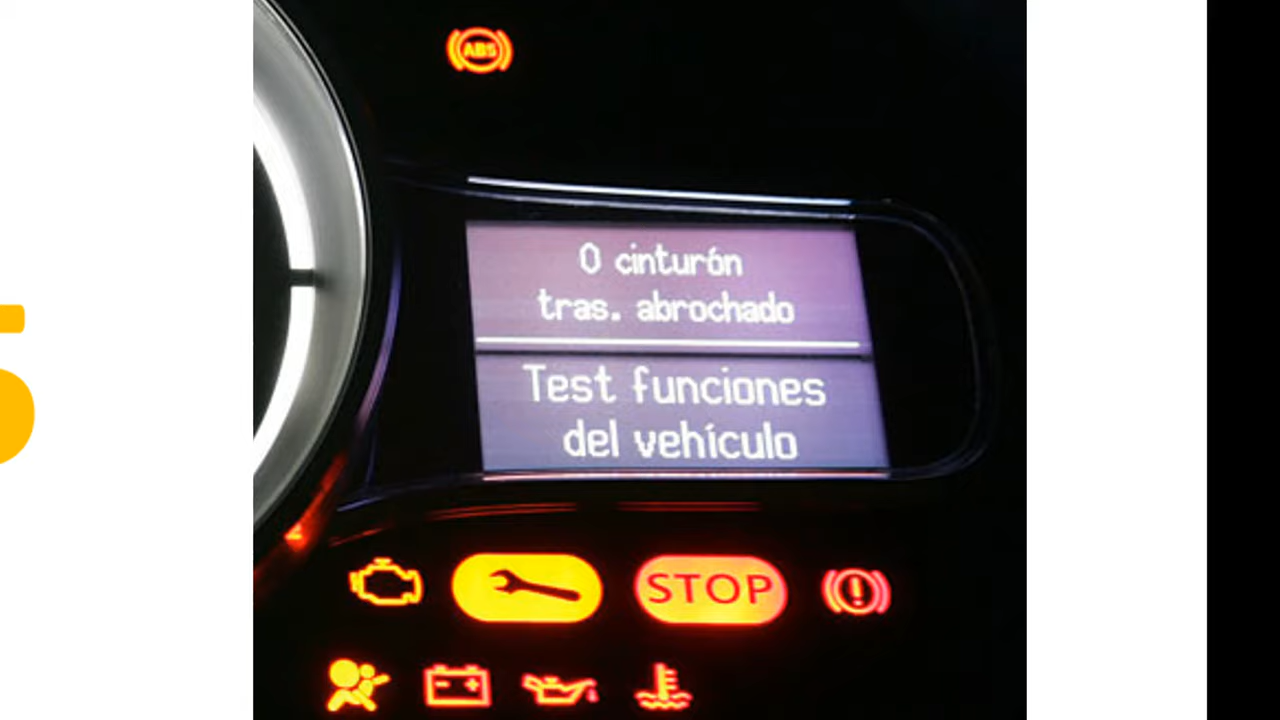 ABS
0 cinturón
tras. abrochado
Test funciones
del vehículo
STOP